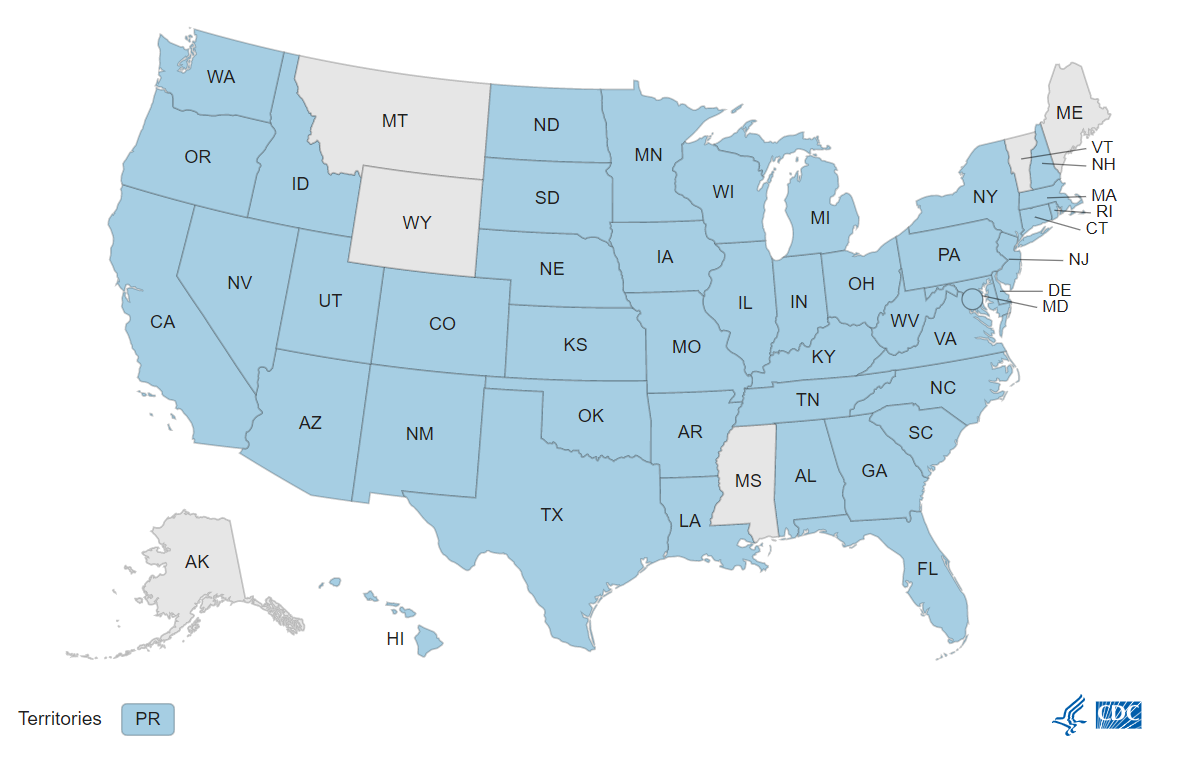 WA
MT
ME
ND
VT
OR
MN
NH
ID
WI
SD
NY
MA
MI
RI
WY
CT
IA
PA
NJ
NE
NV
OH
DE
UT
IL
IN
MD
CA
CO
WV
VA
KS
MO
KY
NC
TN
AZ
NM
OK
AR
SC
MS
AL
GA
TX
LA
AK
FL
HI
Territories PR
CDC